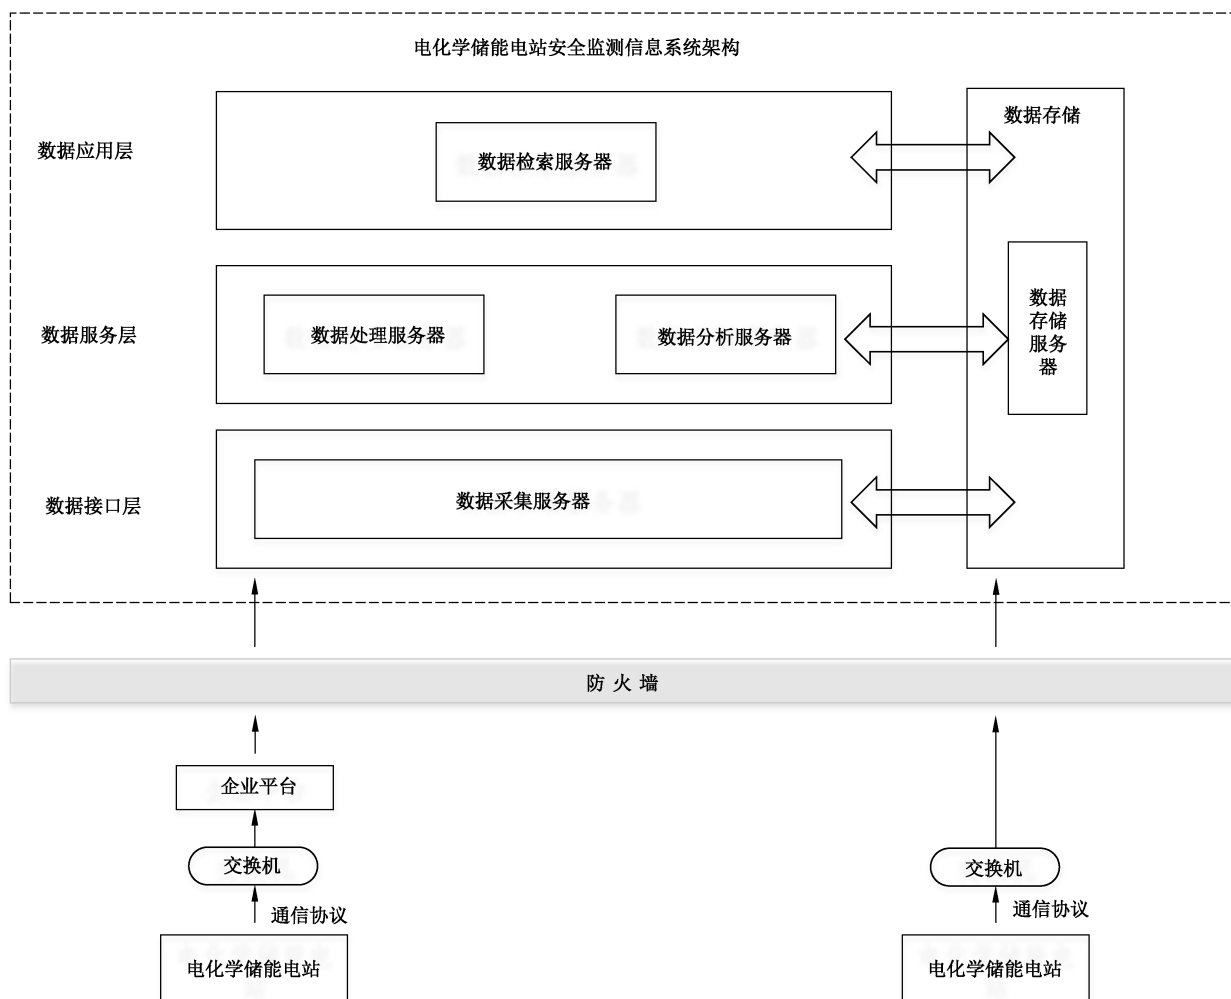 电化学储能电站安全监测信息系统架构
数据存储
数据应用层
数据检索服务器
数据服务层
数据处理服务器
数据分析服务器
数据
存储
服务
器
数据接口层
数据采集服务器
防火墙
企业平台
交换机
交换机
通信协议
通信协议
电化学储能电站
电化学储能电站